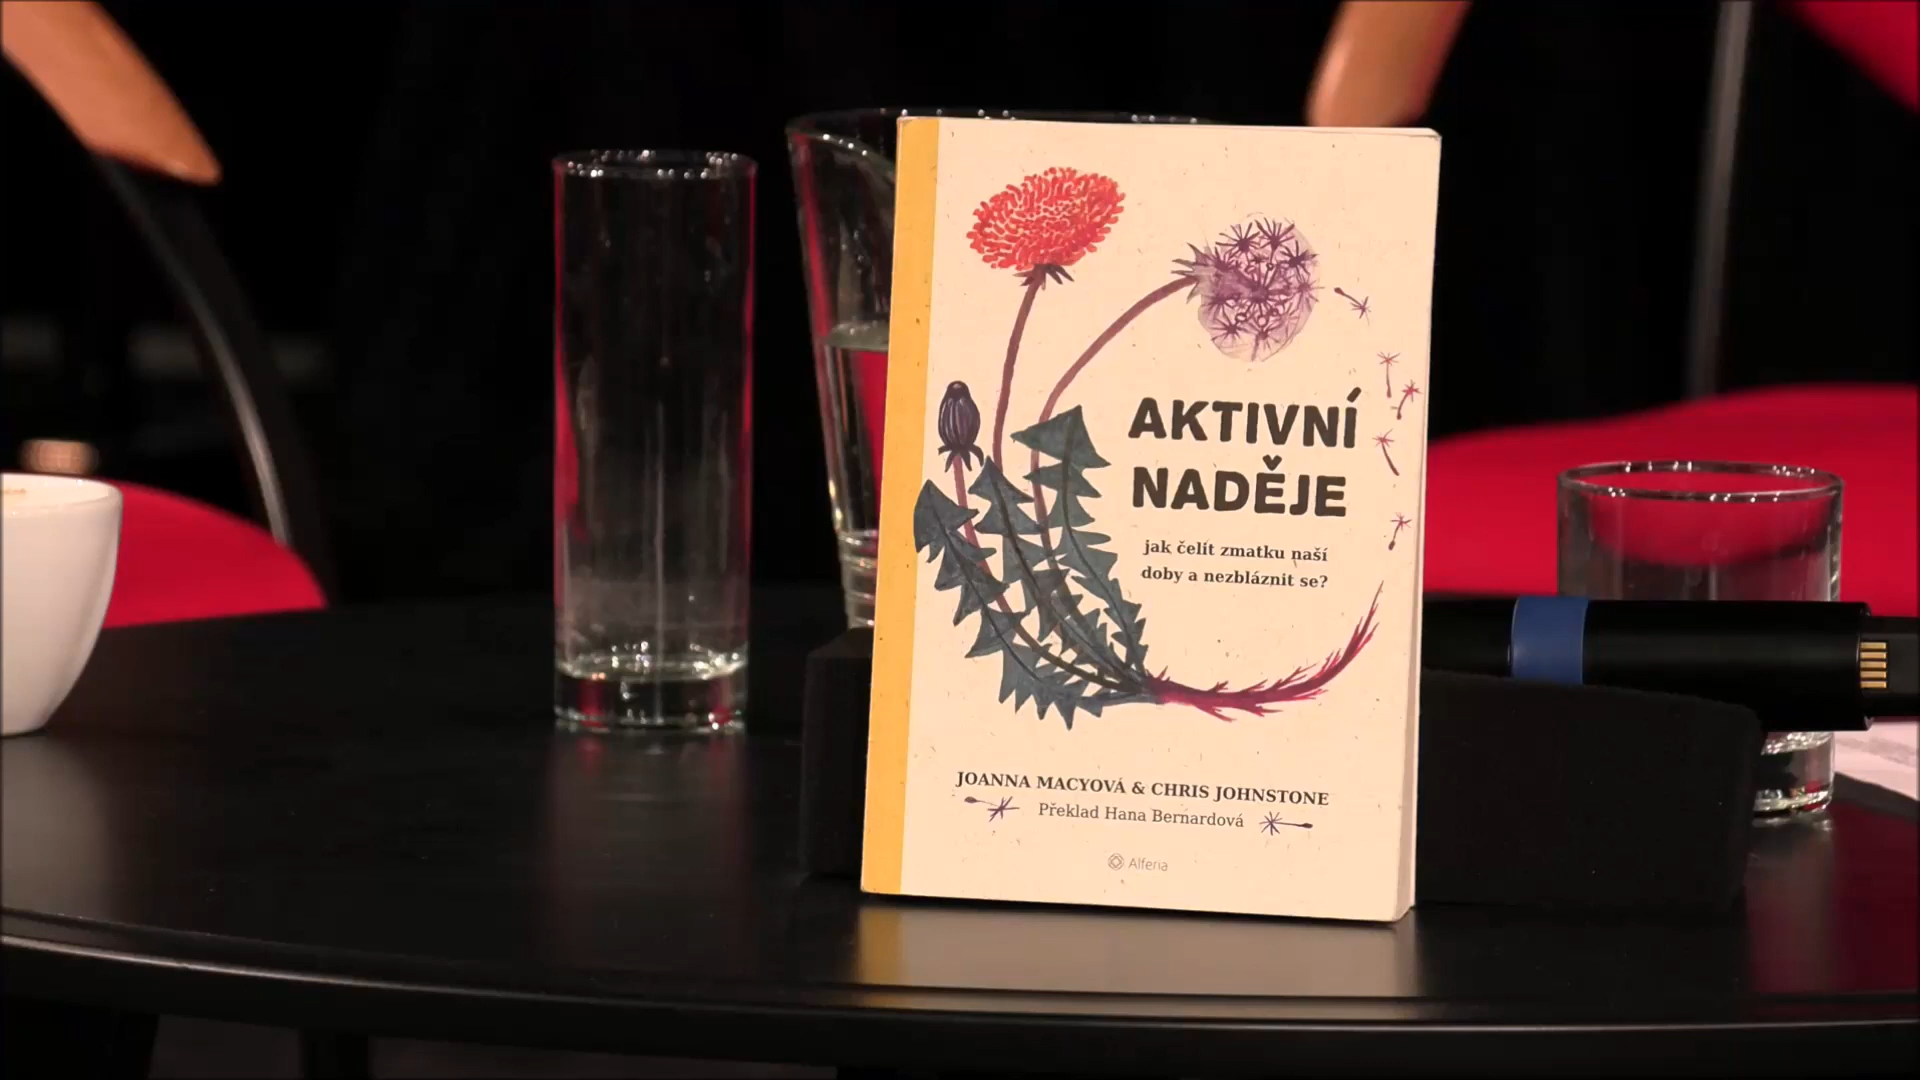 AKTIVNÍ
NADĚJE
jak čelit zmatku naší
doby a nezbláznit se?
JOANNA MACYOVÁ & CHRIS JOHNSTONE
Překlad Hana Bernardová
Alferia